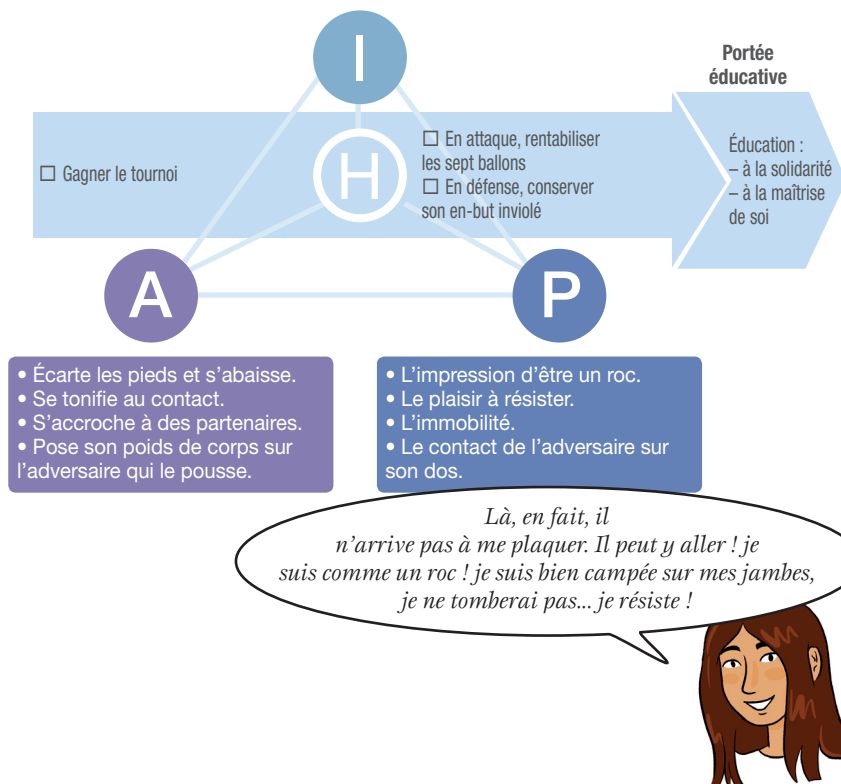 I
Portée
éducative
☐ Gagner le tournoi
H
☐ En attaque, rentabiliser
les sept ballons
☐ En défense, conserver
son en-but inviolé
Éducation :
– à la solidarité
– à la maîtrise
de soi
A
P
• Écarte les pieds et s'abaisse.
• Se tonifie au contact.
• S'accroche à des partenaires.
• Pose son poids de corps sur
l'adversaire qui le pousse.
• L'impression d'être un roc.
• Le plaisir à résister.
• L'immobilité.
• Le contact de l'adversaire sur
son dos.
Là, en fait, il
n'arrive pas à me plaquer. Il peut y aller ! je
suis comme un roc ! je suis bien campée sur mes jambes,
je ne tomberai pas... je résiste !